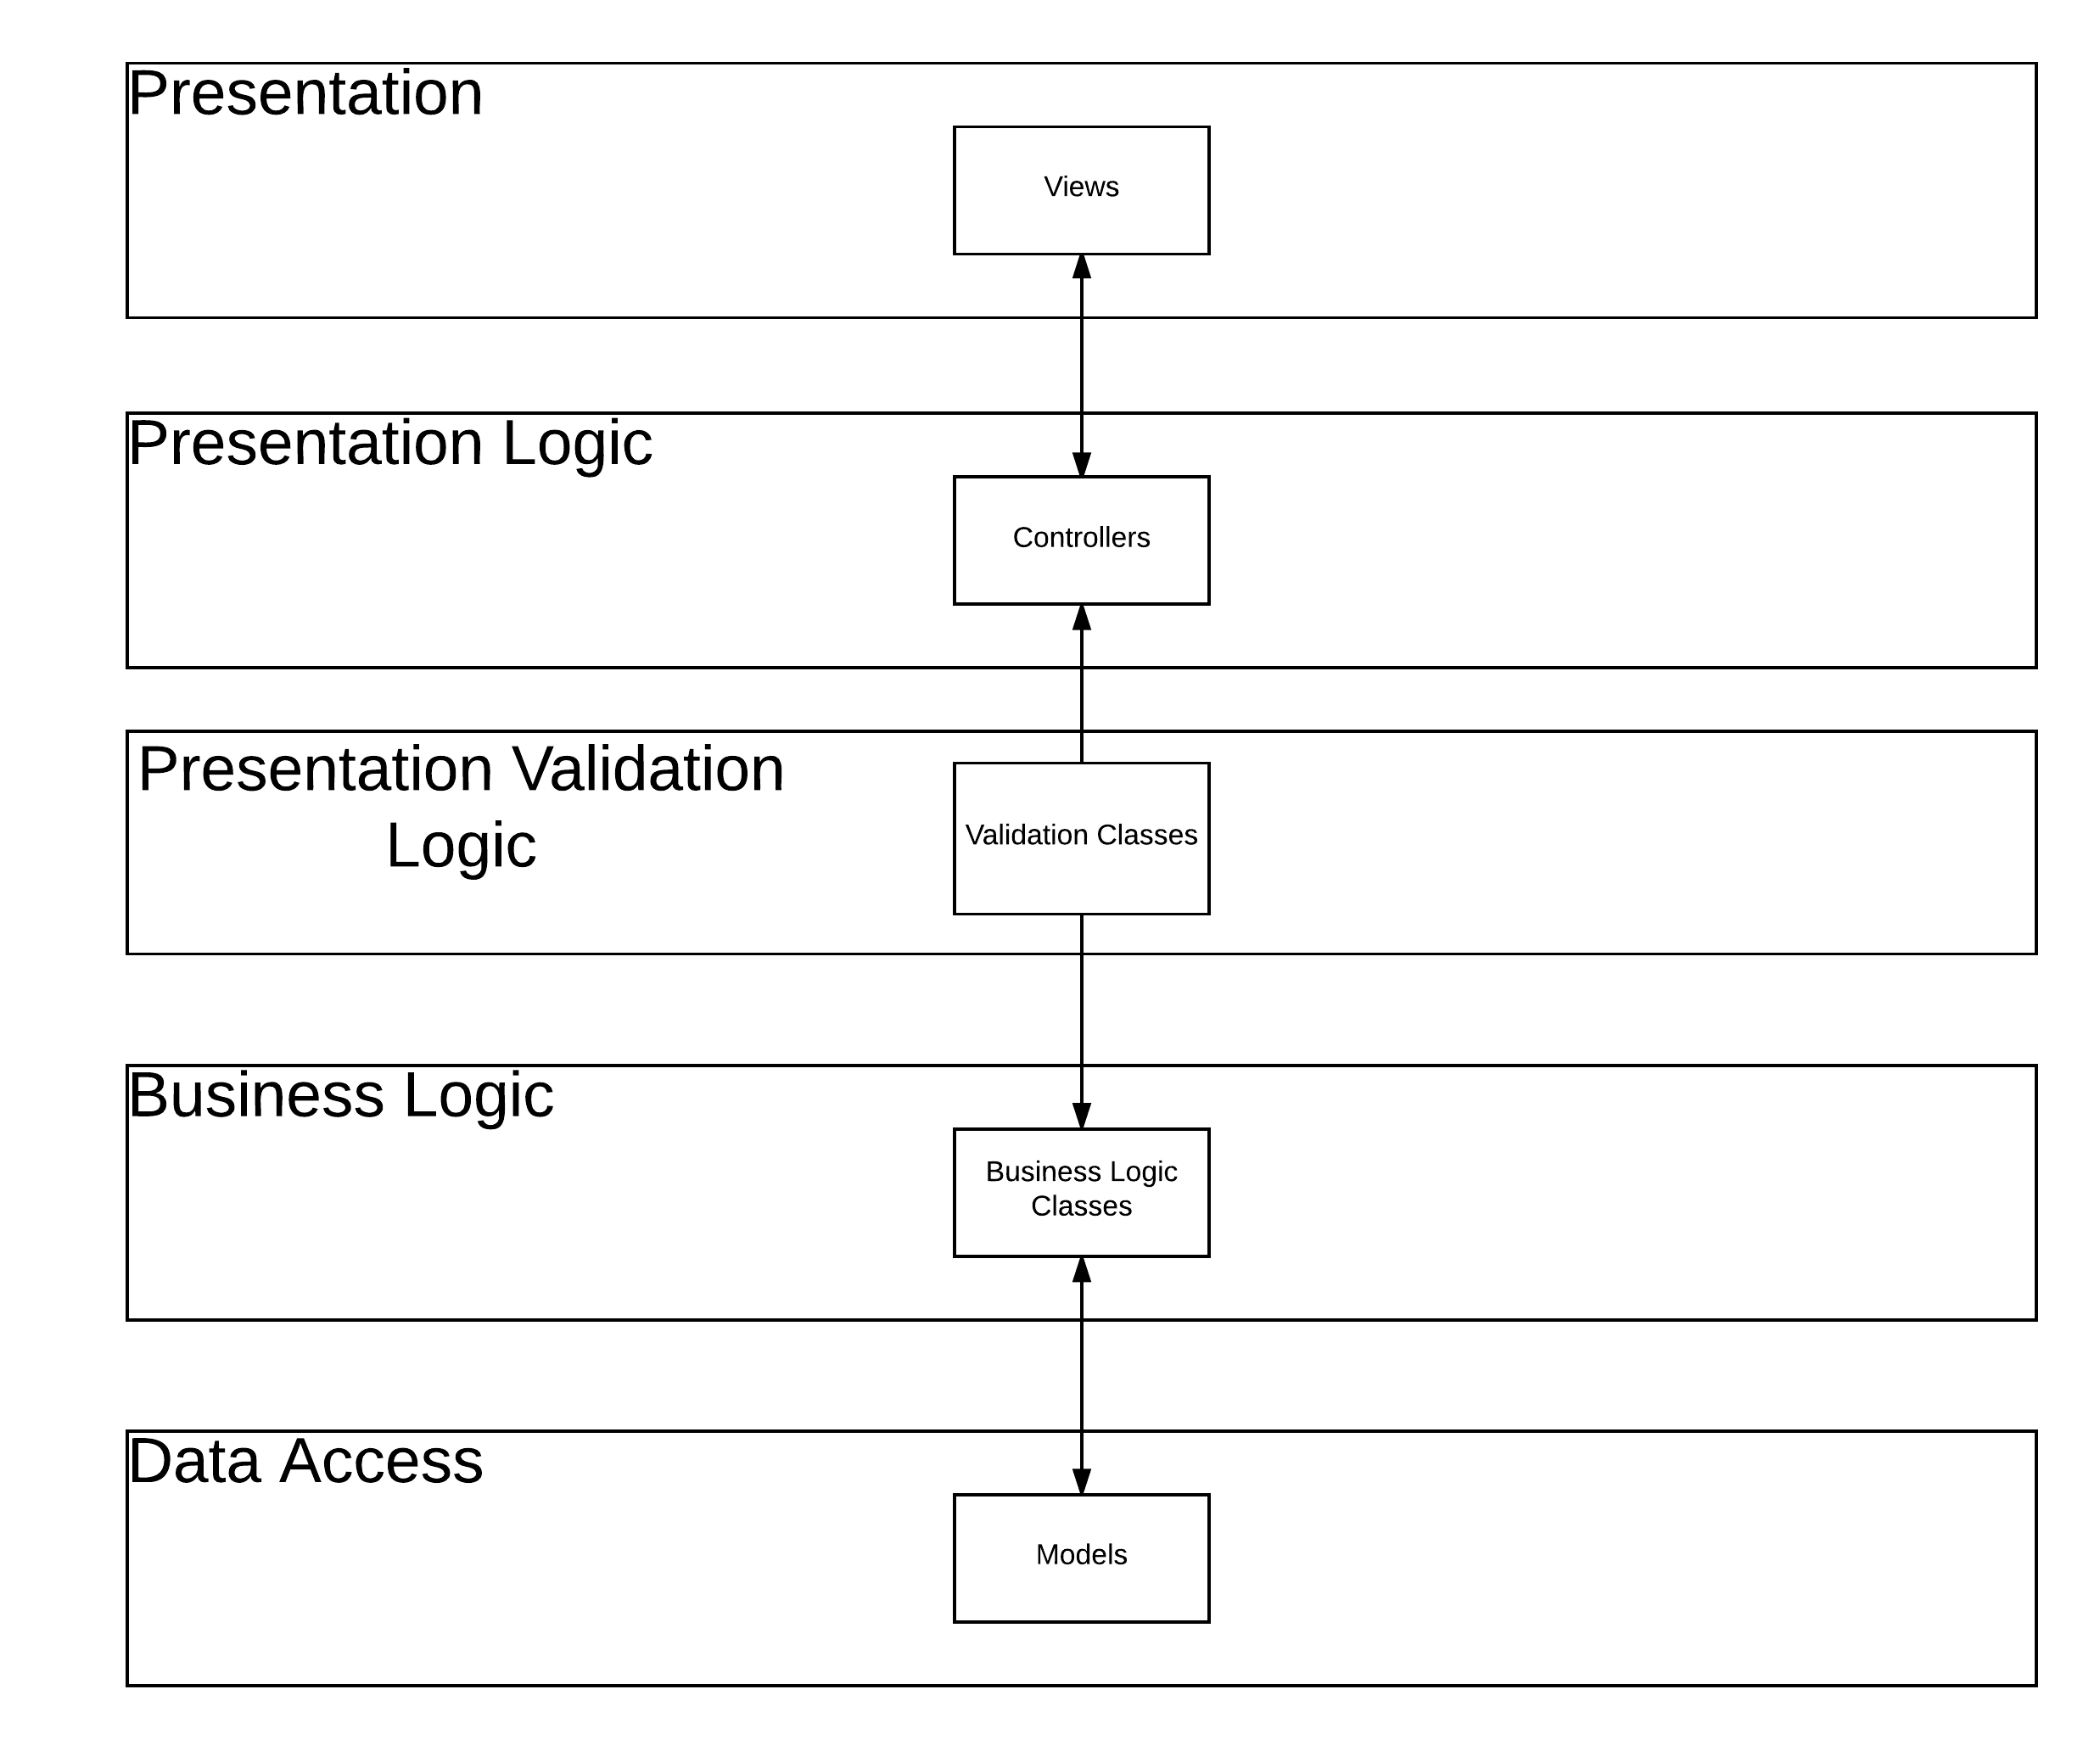 Presentation
Views
Presentation Logic
Controllers
Presentation Validation
Logic
Validation Classes
Business Logic
Business Logic
Classes
Data Access
Models